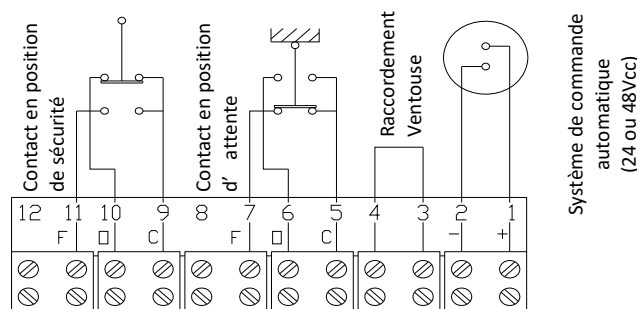 Contact en position
de sécurité
Contact en position
d' attente
Raccordement
Ventouse
Système de commande
automatique
(24 ou 48Vcc)
12 11 10 9 8 7 6 5 4 3 2 1
F O C F O C - +